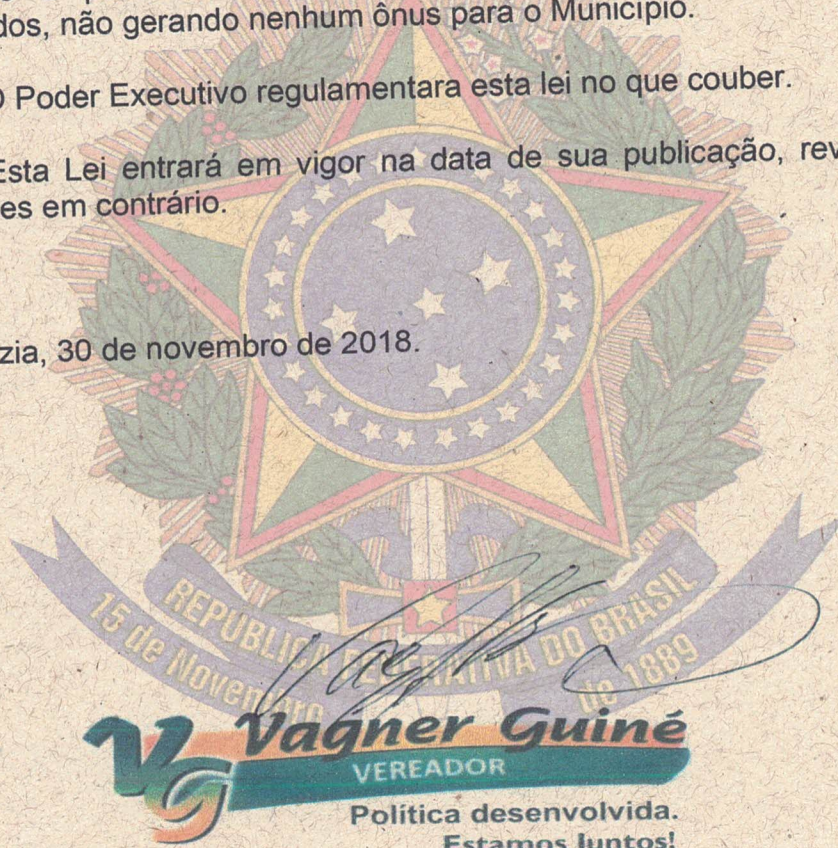 dos, não gerando nenhum ônus para o Município.
O Poder Executivo regulamentara esta lei no que couber.
Esta Lei entrará em vigor na data de sua publicação, rev
es em contrário.
zia, 30 de novembro de 2018.
REPUBLICA FEDERATIVA DO BRASIL
15 de Novembro de 1889
VG Vagner Guiné
VEREADOR
Política desenvolvida.
Estamos Juntos!